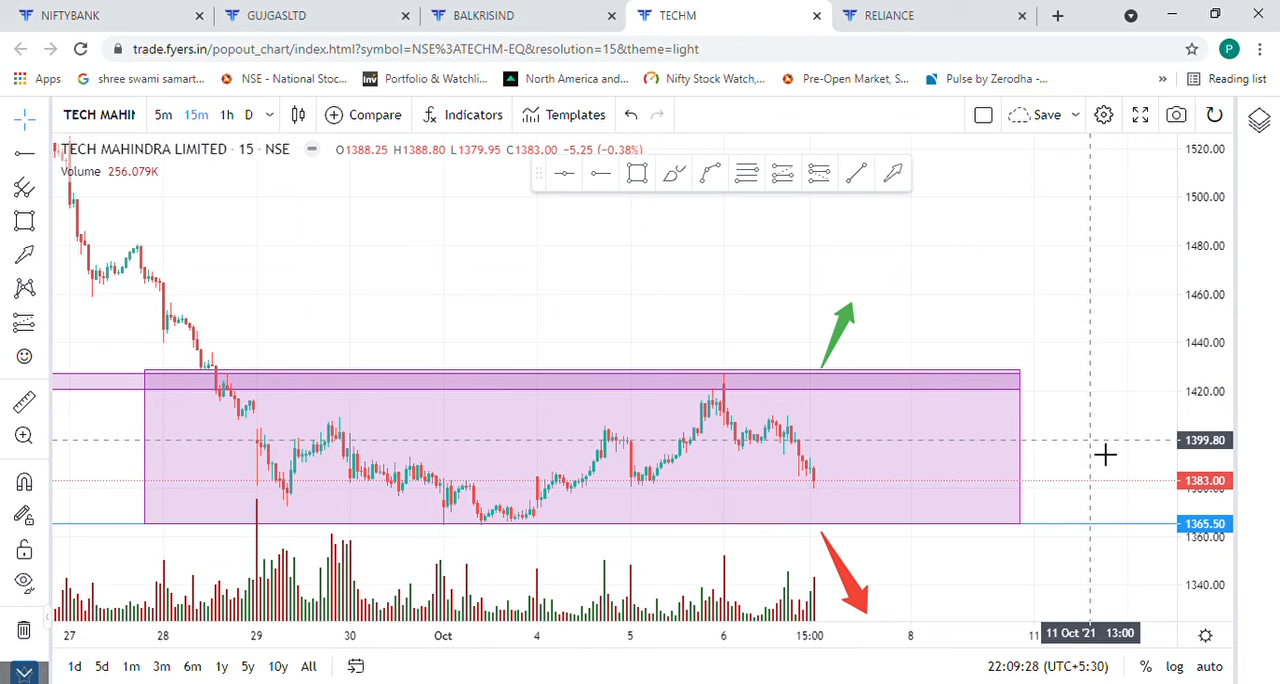 NIFTYBANK GUJGASLTD BALKRISIND TECHM RELIANCE
trade.fyers.in/popout_chart/index.html?symbol=NSE%3ATECHM-EQ&resolution=15&theme=light P
Apps shree swami samart... NSE - National Stoc... Inv Portfolio & Watchli... North America and... Nifty Stock Watch,... Pre-Open Market, S... Pulse by Zerodha -... » Reading list
TECH MAHIN 5m 15m 1h D Compare Indicators Templates Save
TECH MAHINDRA LIMITED · 15 · NSE O1388.25 H1388.80 L1379.95 C1383.00 −5.25 (−0.38%)
Volume 256.079K
1520.00
1500.00
1480.00
1460.00
1440.00
1420.00
1399.80
1383.00
1380.00
1365.50
1360.00
1340.00
27 28 29 30 Oct 4 5 6 15:00 8 11 11 Oct '21 13:00
1d 5d 1m 3m 6m 1y 5y 10y All 22:09:28 (UTC+5:30) % log auto